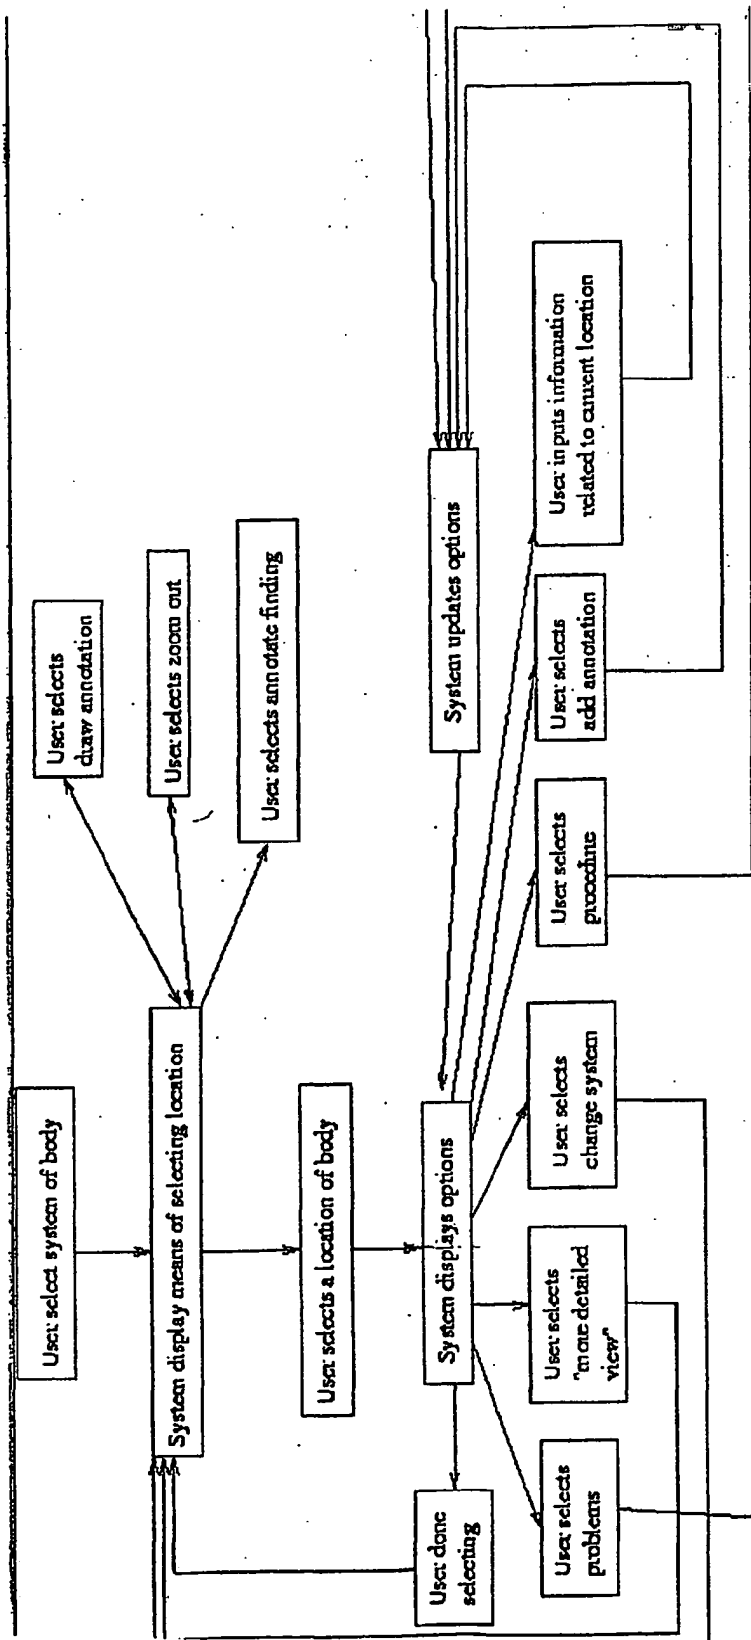 User select system of body
System display means of selecting location
User selects
draw annotation
User selects zoom out
User selects annotate finding
User selects a location of body
System displays options
System updates options
User done
selecting
User selects
problems
User selects
"more detailed
view"
User selects
change system
User selects
procedure
User selects
add annotation
User inputs information
related to current location